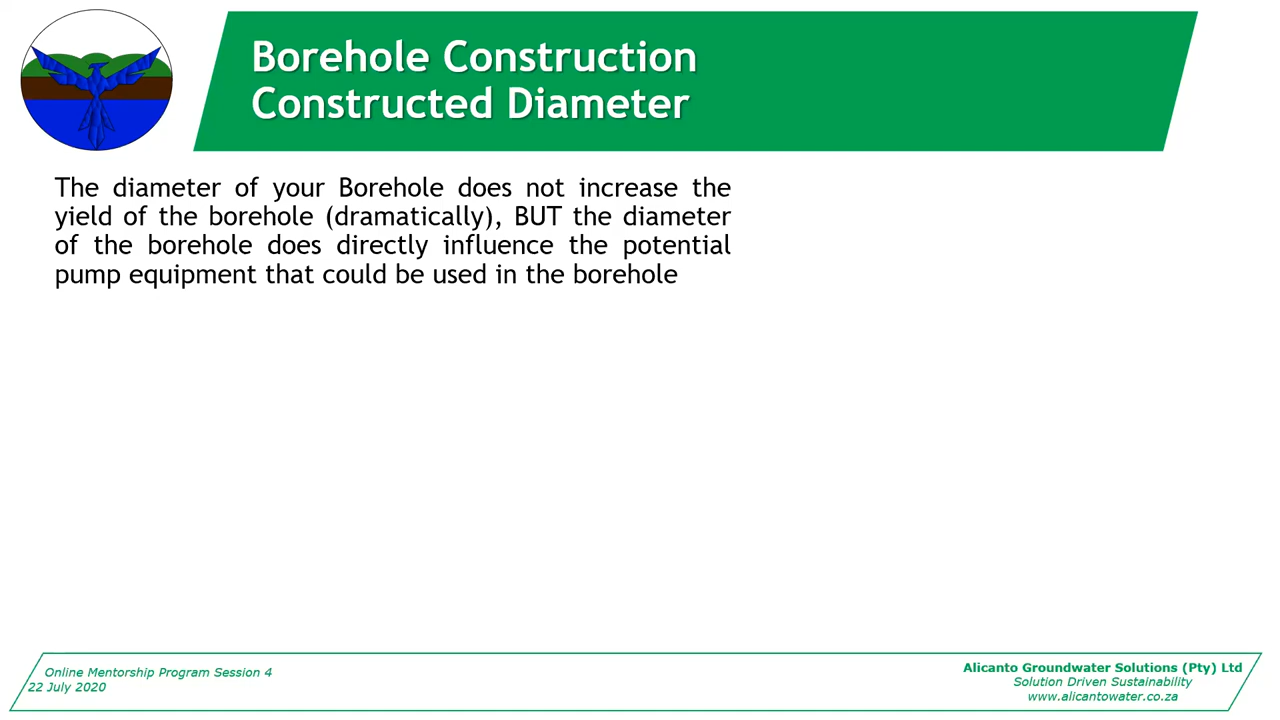 Borehole Construction
Constructed Diameter
The diameter of your Borehole does not increase the
yield of the borehole (dramatically), BUT the diameter
of the borehole does directly influence the potential
pump equipment that could be used in the borehole
Online Mentorship Program Session 4
22 July 2020
Alicanto Groundwater Solutions (Pty) Ltd
Solution Driven Sustainability
www.alicantowater.co.za